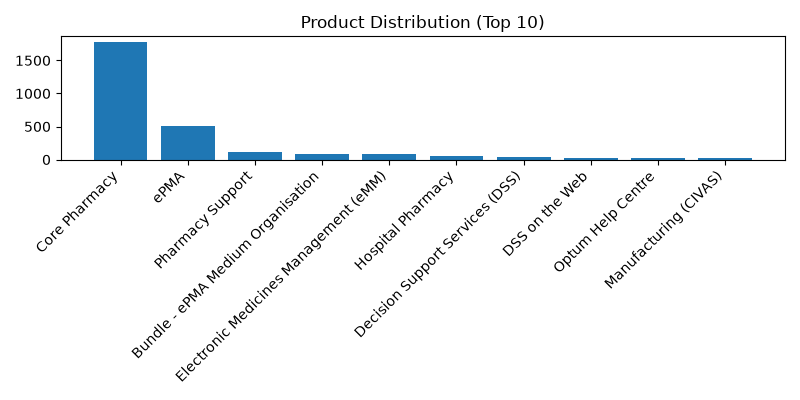 Product Distribution (Top 10)
1500
1000
500
0
Core Pharmacy
ePMA
Pharmacy Support
Bundle - ePMA Medium Organisation
Electronic Medicines Management (eMM)
Hospital Pharmacy
Decision Support Services (DSS)
DSS on the Web
Optum Help Centre
Manufacturing (CIVAS)